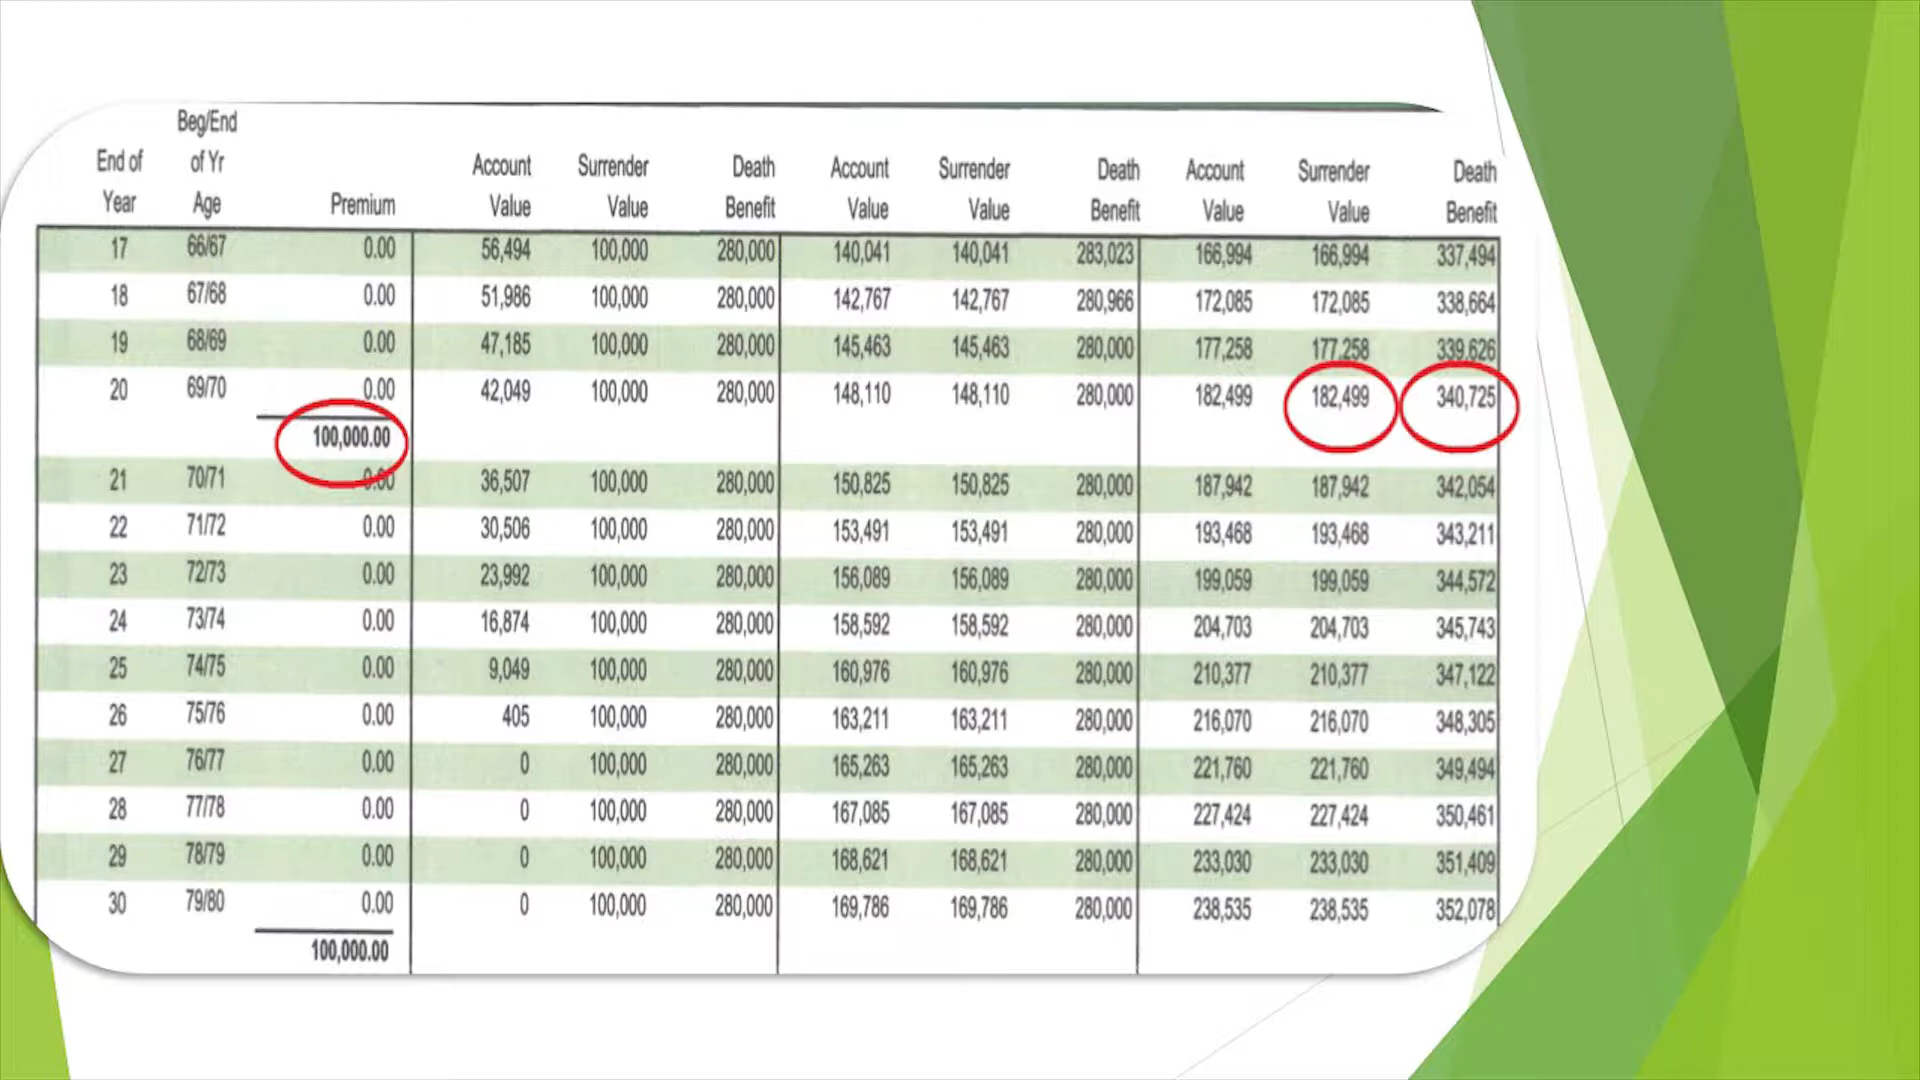 Beg/End
End of of Yr Account Surrender Death Account Surrender Death Account Surrender Death
Year Age Premium Value Value Benefit Value Value Benefit Value Value Benefit
17 66/67 0.00 56,494 100,000 280,000 140,041 140,041 283,023 166,994 166,994 337,494
18 67/68 0.00 51,986 100,000 280,000 142,767 142,767 280,966 172,085 172,085 338,664
19 68/69 0.00 47,185 100,000 280,000 145,463 145,463 280,000 177,258 177,258 339,626
20 69/70 0.00 42,049 100,000 280,000 148,110 148,110 280,000 182,499 182,499 340,725
100,000.00
21 70/71 0.00 36,507 100,000 280,000 150,825 150,825 280,000 187,942 187,942 342,054
22 71/72 0.00 30,506 100,000 280,000 153,491 153,491 280,000 193,468 193,468 343,211
23 72/73 0.00 23,992 100,000 280,000 156,089 156,089 280,000 199,059 199,059 344,572
24 73/74 0.00 16,874 100,000 280,000 158,592 158,592 280,000 204,703 204,703 345,743
25 74/75 0.00 9,049 100,000 280,000 160,976 160,976 280,000 210,377 210,377 347,122
26 75/76 0.00 405 100,000 280,000 163,211 163,211 280,000 216,070 216,070 348,305
27 76/77 0.00 0 100,000 280,000 165,263 165,263 280,000 221,760 221,760 349,494
28 77/78 0.00 0 100,000 280,000 167,085 167,085 280,000 227,424 227,424 350,461
29 78/79 0.00 0 100,000 280,000 168,621 168,621 280,000 233,030 233,030 351,409
30 79/80 0.00 0 100,000 280,000 169,786 169,786 280,000 238,535 238,535 352,078
100,000.00